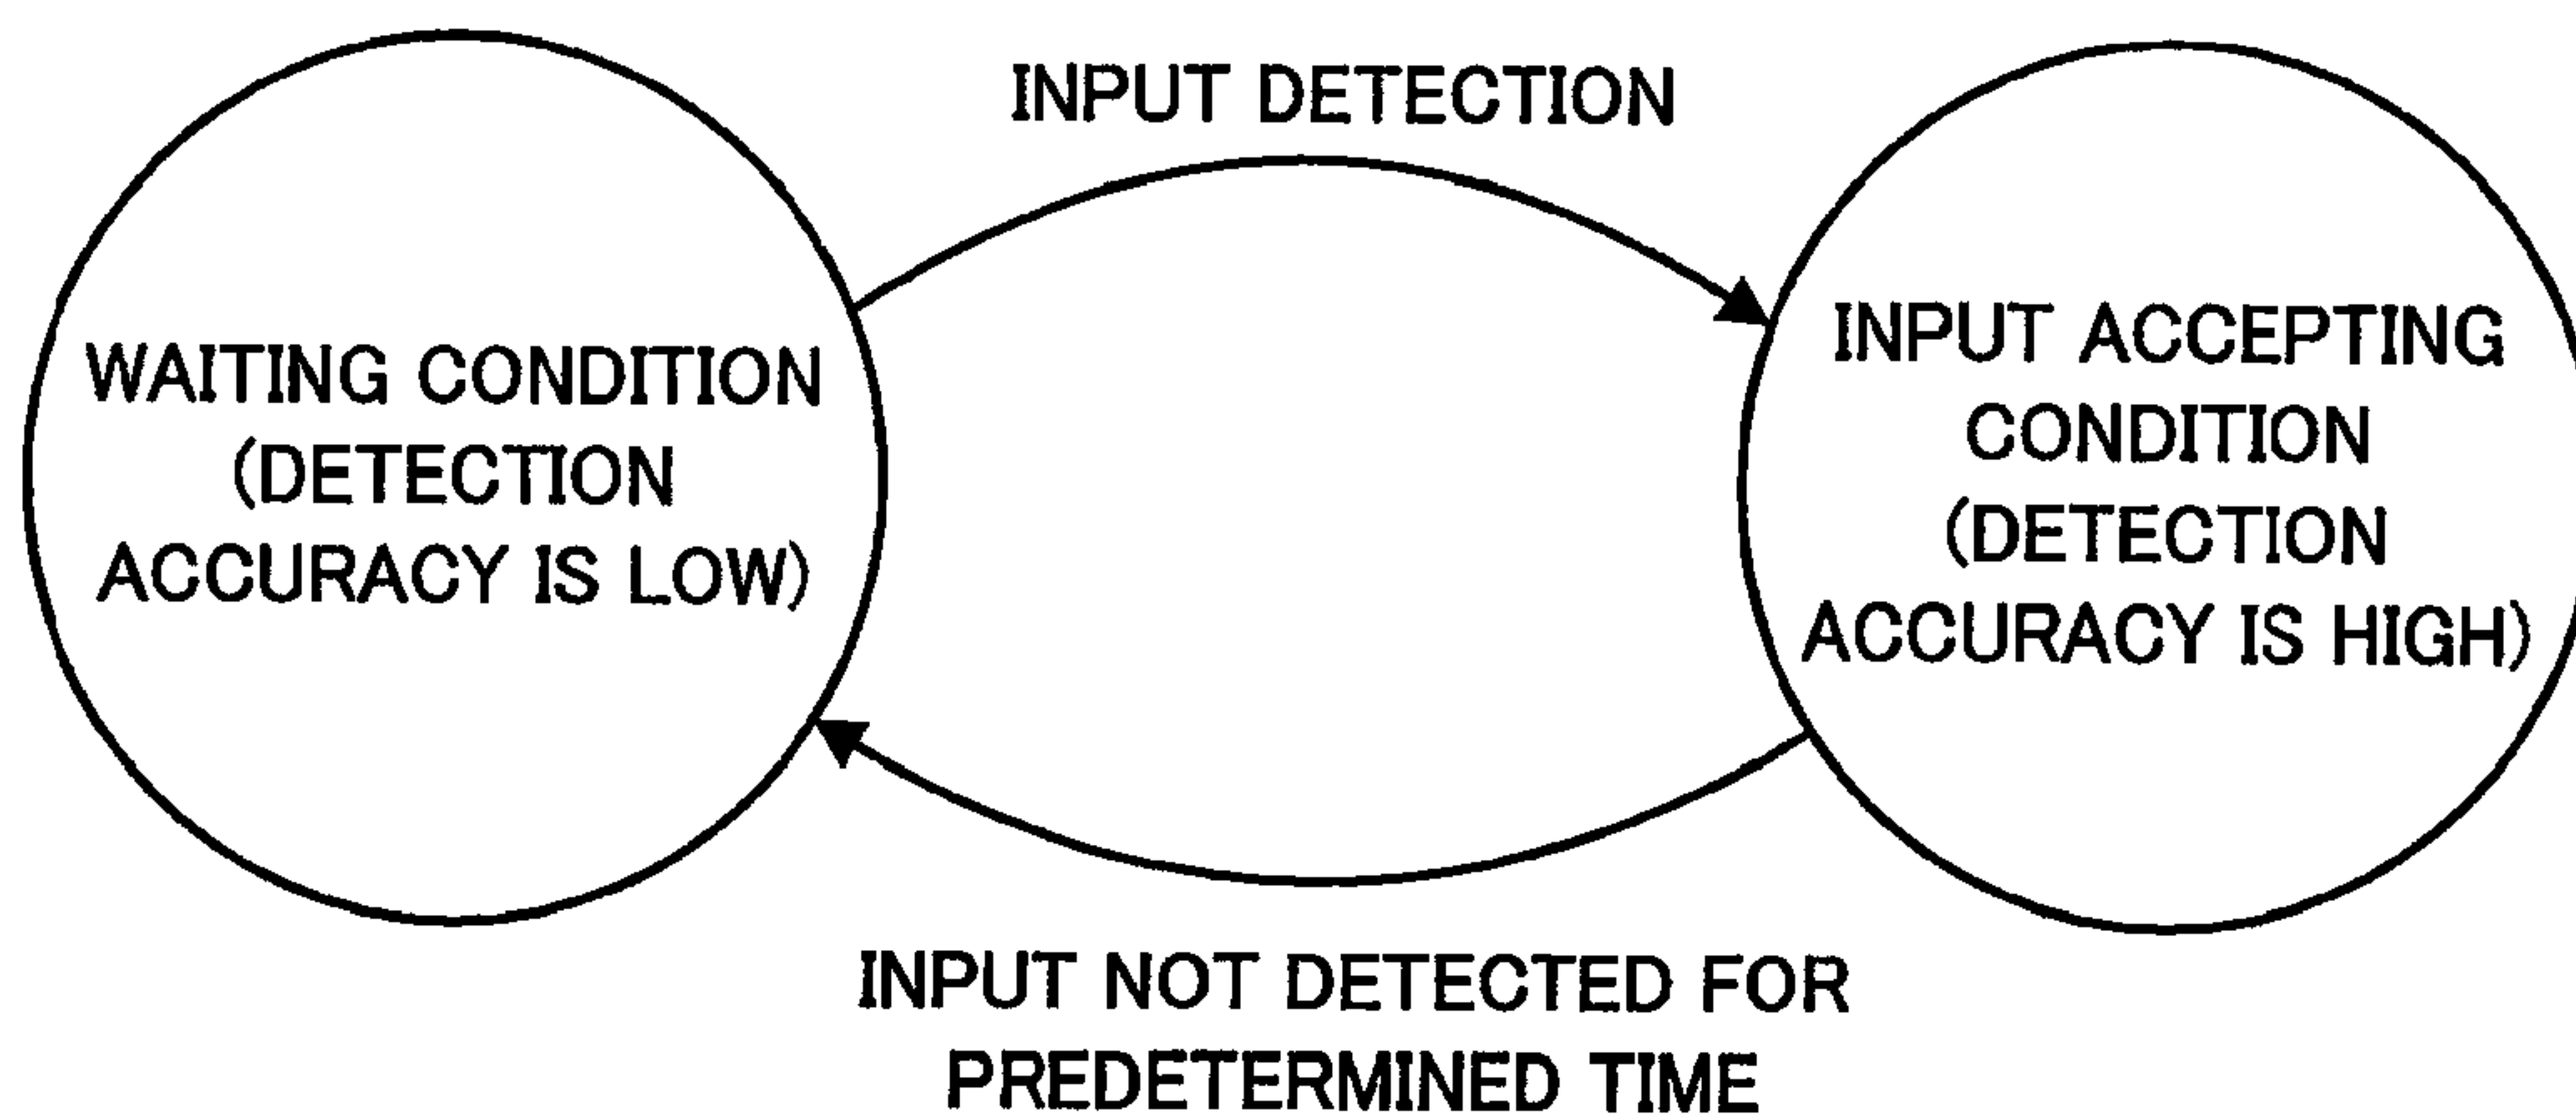 INPUT DETECTION
WAITING CONDITION
(DETECTION
ACCURACY IS LOW)
INPUT ACCEPTING
CONDITION
(DETECTION
ACCURACY IS HIGH)
INPUT NOT DETECTED FOR
PREDETERMINED TIME